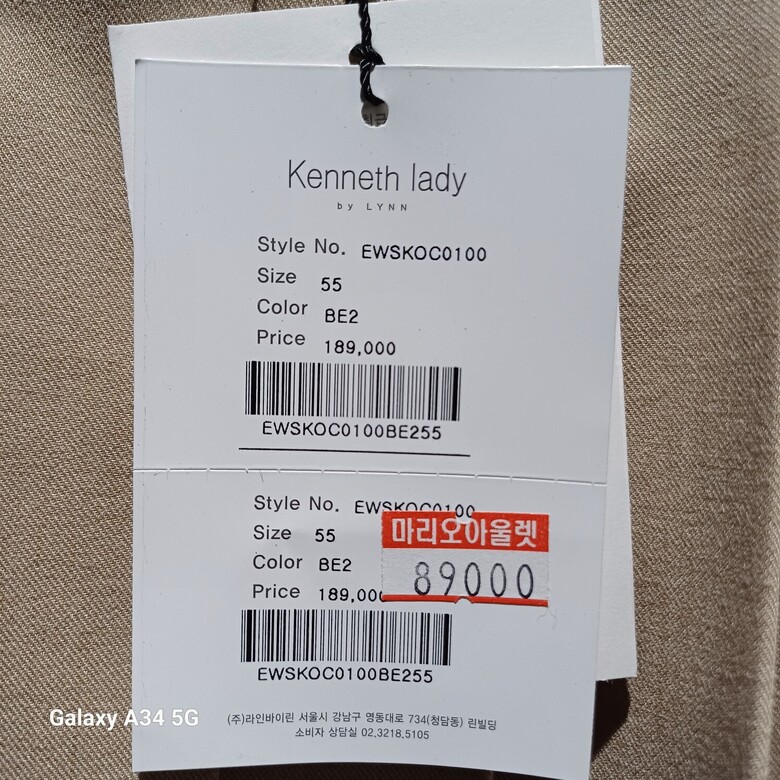 Kenneth lady
by LYNN
Style No. EWSKOC0100
Size 55
Color BE2
Price 189,000
EWSKOC0100BE255
Style No. EWSKOC0100
Size 55
마리오아울렛
Color BE2
89000
Price 189,000
EWSKOC0100BE255
(주)라인바이린 서울시 강남구 영동대로 734(청담동) 린빌딩
소비자 상담실 02.3218.5105
Galaxy A34 5G